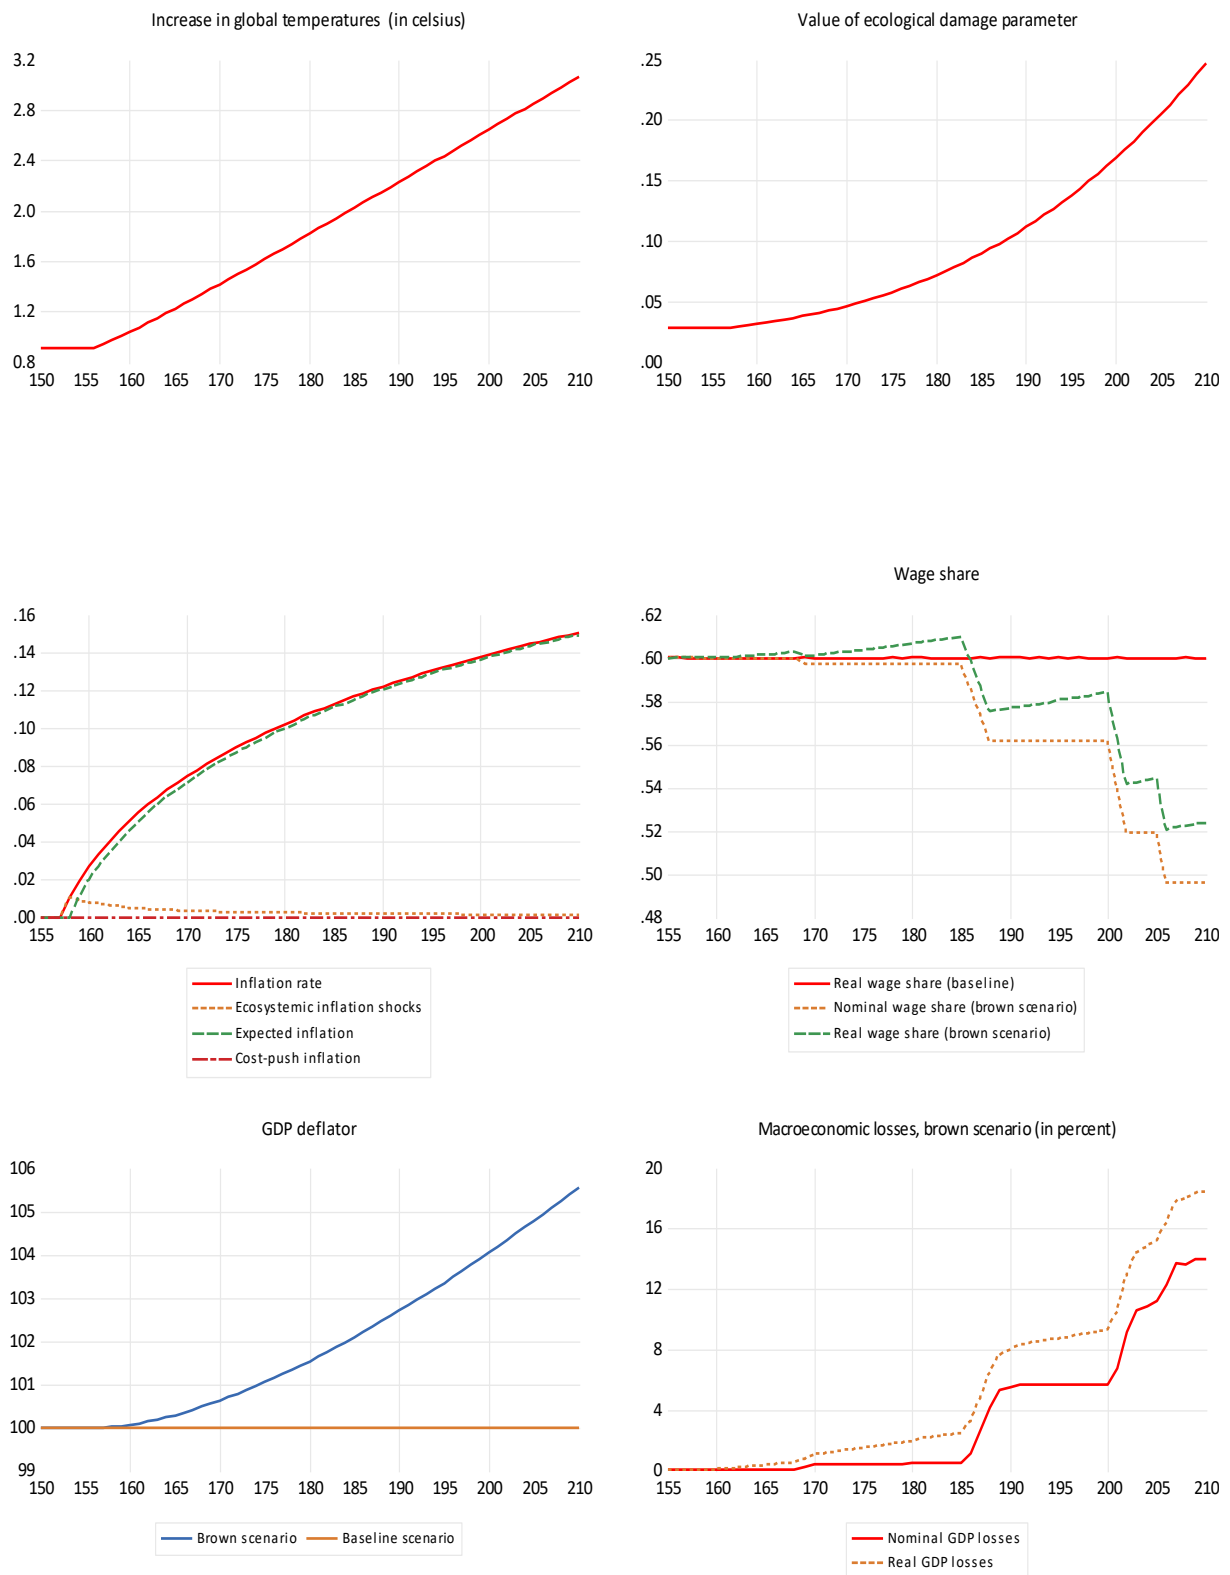 Increase in global temperatures (in celsius)
3.2
2.8
2.4
2.0
1.6
1.2
0.8
150 155 160 165 170 175 180 185 190 195 200 205 210
Value of ecological damage parameter
.25
.20
.15
.10
.05
.00
150 155 160 165 170 175 180 185 190 195 200 205 210
.16
.14
.12
.10
.08
.06
.04
.02
.00
155 160 165 170 175 180 185 190 195 200 205 210
Inflation rate
Ecosystemic inflation shocks
Expected inflation
Cost-push inflation
Wage share
.62
.60
.58
.56
.54
.52
.50
.48
155 160 165 170 175 180 185 190 195 200 205 210
Real wage share (baseline)
Nominal wage share (brown scenario)
Real wage share (brown scenario)
GDP deflator
106
105
104
103
102
101
100
99
150 155 160 165 170 175 180 185 190 195 200 205 210
Brown scenario Baseline scenario
Macroeconomic losses, brown scenario (in percent)
20
16
12
8
4
0
155 160 165 170 175 180 185 190 195 200 205 210
Nominal GDP losses
Real GDP losses